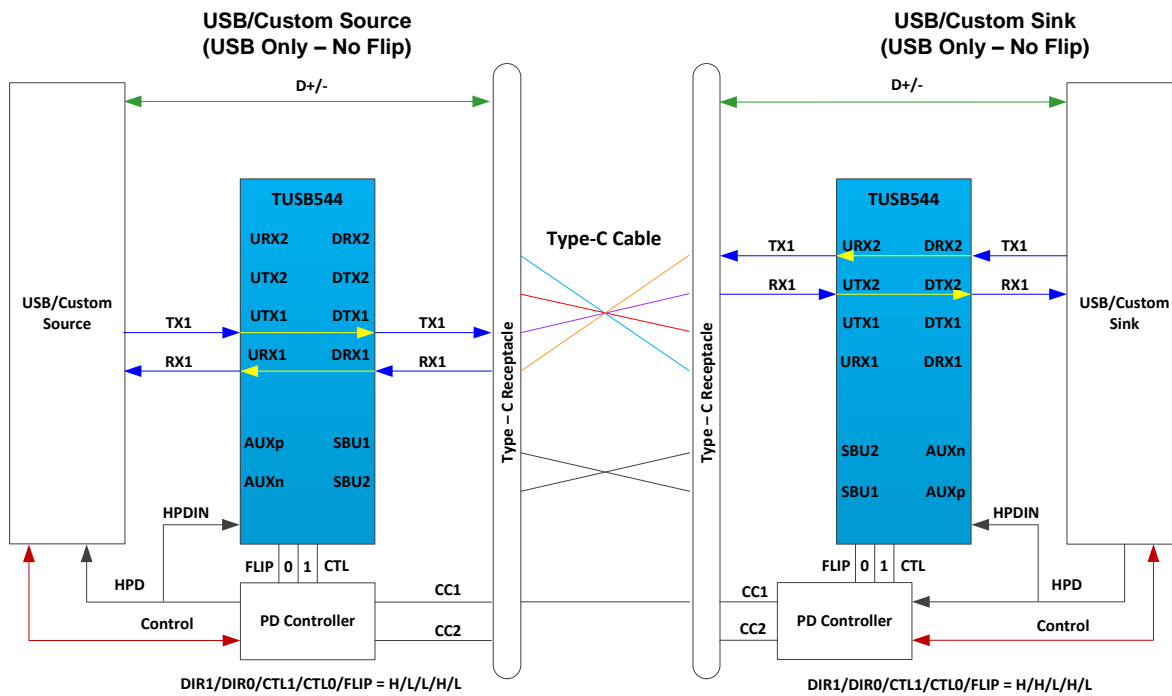 USB/Custom Source
(USB Only – No Flip)
USB/Custom Sink
(USB Only – No Flip)
D+/-
D+/-
TUSB544
TUSB544
URX2 DRX2
UTX2 DTX2
UTX1 DTX1
URX1 DRX1
AUXp SBU1
AUXn SBU2
USB/Custom
Source
TX1
TX1
RX1
RX1
Type – C Receptacle
Type-C Cable
Type – C Receptacle
TX1
URX2 DRX2
TX1
RX1
UTX2 DTX2
RX1
UTX1 DTX1
URX1 DRX1
SBU2 AUXn
SBU1 AUXp
USB/Custom
Sink
HPDIN
HPDIN
FLIP 0 1 CTL
FLIP 0 1 CTL
HPD
HPD
PD Controller
PD Controller
CC1
CC1
CC2
CC2
Control
Control
DIR1/DIR0/CTL1/CTL0/FLIP = H/L/L/H/L
DIR1/DIR0/CTL1/CTL0/FLIP = H/H/L/H/L